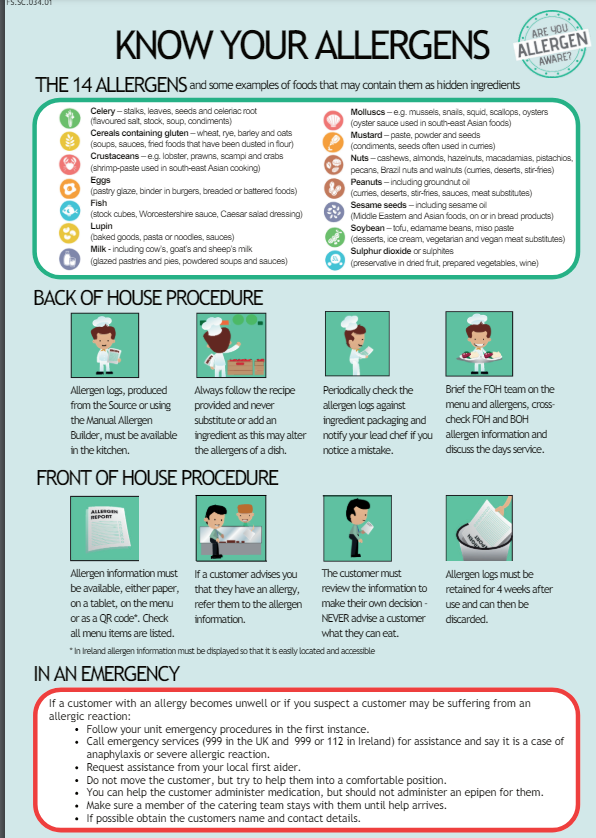 FS.SC.034.01
KNOW YOUR ALLERGENS
ARE YOU
ALLERGEN
AWARE?
THE 14 ALLERGENS and some examples of foods that may contain them as hidden ingredients
Celery – stalks, leaves, seeds and celeriac root
(flavoured salt, stock, soup, condiments)
Cereals containing gluten – wheat, rye, barley and oats
(soups, sauces, fried foods that have been dusted in flour)
Crustaceans – e.g. lobster, prawns, scampi and crabs
(shrimp-paste used in south-east Asian cooking)
Eggs
(pastry glaze, binder in burgers, breaded or battered foods)
Fish
(stock cubes, Worcestershire sauce, Caesar salad dressing)
Lupin
(baked goods, pasta or noodles, sauces)
Milk - including cow's, goat's and sheep's milk
(glazed pastries and pies, powdered soups and sauces)
Molluscs – e.g. mussels, snails, squid, scallops, oysters
(oyster sauce used in south-east Asian foods)
Mustard – paste, powder and seeds
(condiments, seeds often used in curries)
Nuts – cashews, almonds, hazelnuts, macadamias, pistachios,
pecans, Brazil nuts and walnuts (curries, deserts, stir-fries)
Peanuts – including groundnut oil
(curries, deserts, stir-fries, sauces, meat substitutes)
Sesame seeds – including sesame oil
(Middle Eastern and Asian foods, on or in bread products)
Soybean – tofu, edamame beans, miso paste
(desserts, ice cream, vegetarian and vegan meat substitutes)
Sulphur dioxide or sulphites
(preservative in dried fruit, prepared vegetables, wine)
BACK OF HOUSE PROCEDURE
Allergen logs, produced
from the Source or using
the Manual Allergen
Builder, must be available
in the kitchen.
Always follow the recipe
provided and never
substitute or add an
ingredient as this may alter
the allergens of a dish.
Periodically check the
allergen logs against
ingredient packaging and
notify your lead chef if you
notice a mistake.
Brief the FOH team on the
menu and allergens, cross-
check FOH and BOH
allergen information and
discuss the days service.
FRONT OF HOUSE PROCEDURE
ALLERGEN
REPORT
Allergen information must
be available, either paper,
on a tablet, on the menu
or as a QR code*. Check
all menu items are listed.
If a customer advises you
that they have an allergy,
refer them to the allergen
information.
The customer must
review the information to
make their own decision -
NEVER advise a customer
what they can eat.
Allergen logs must be
retained for 4 weeks after
use and can then be
discarded.
* In Ireland allergen information must be displayed so that it is easily located and accessible
IN AN EMERGENCY
If a customer with an allergy becomes unwell or if you suspect a customer may be suffering from an
allergic reaction:
• Follow your unit emergency procedures in the first instance.
• Call emergency services (999 in the UK and 999 or 112 in Ireland) for assistance and say it is a case of
anaphylaxis or severe allergic reaction.
• Request assistance from your local first aider.
• Do not move the customer, but try to help them into a comfortable position.
• You can help the customer administer medication, but should not administer an epipen for them.
• Make sure a member of the catering team stays with them until help arrives.
• If possible obtain the customers name and contact details.